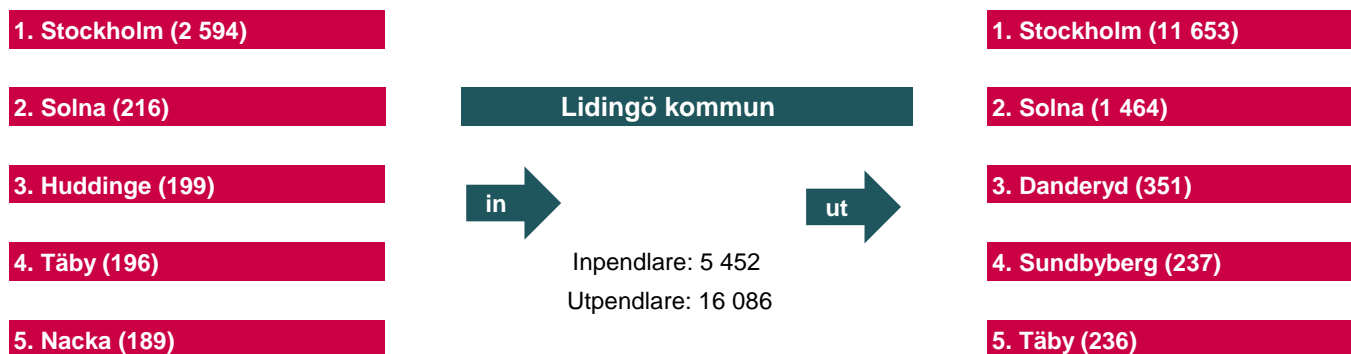 1. Stockholm (2 594)
2. Solna (216)
3. Huddinge (199)
4. Täby (196)
5. Nacka (189)
Lidingö kommun
in
ut
Inpendlare: 5 452
Utpendlare: 16 086
1. Stockholm (11 653)
2. Solna (1 464)
3. Danderyd (351)
4. Sundbyberg (237)
5. Täby (236)